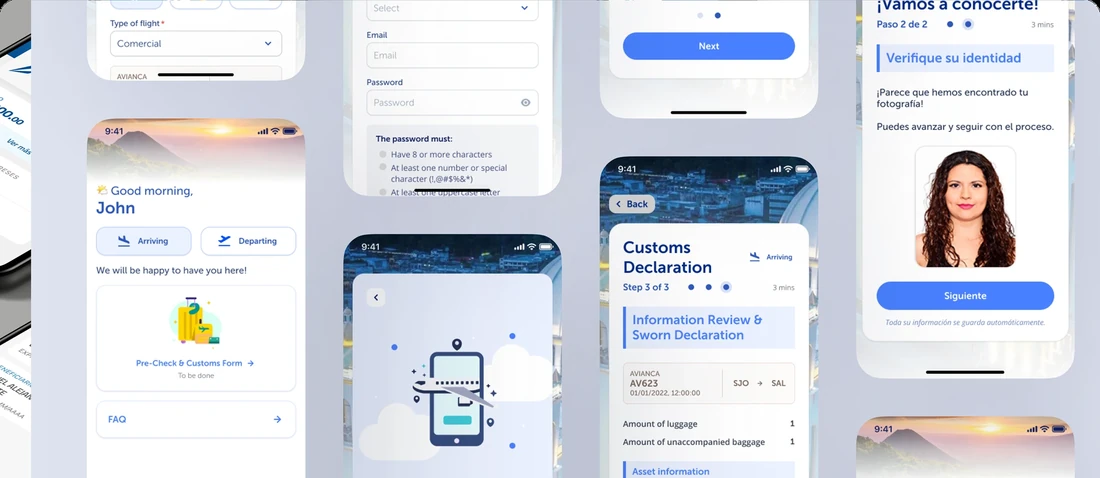 00.00
Ver más
Type of flight *
Comercial
AVIANCA
9:41
Good morning,
John
Arriving
Departing
We will be happy to have you here!
Pre-Check & Customs Form →
To be done
FAQ →
Select
Email
Email
Password
Password
The password must:
Have 8 or more characters
At least one number or special
character (!,@#$%&*)
At least one uppercase letter
9:41
Next
9:41
Back
Customs
Declaration
Arriving
Step 3 of 3
3 mins
Information Review &
Sworn Declaration
AVIANCA
AV623
01/01/2022, 12:00:00
SJO → SAL
Amount of luggage 1
Amount of unaccompanied baggage 1
Asset information
¡Vamos a conocerte!
Paso 2 de 2
3 mins
Verifique su identidad
¡Parece que hemos encontrado tu
fotografía!
Puedes avanzar y seguir con el proceso.
Siguiente
Toda su información se guarda automáticamente.
9:41